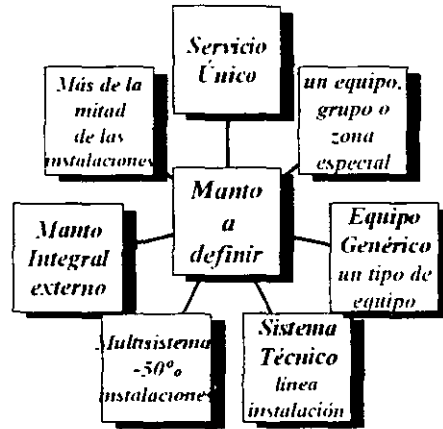 Servicio
Único
Más de la
mitad
de las
instalaciones
un equipo,
grupo o
zona
especial
Manto
a
definir
Manto
Integral
externo
Equipo
Genérico
un tipo de
equipo
Multisistema
-50%
instalaciones
Sistema
Técnico
línea
instalación